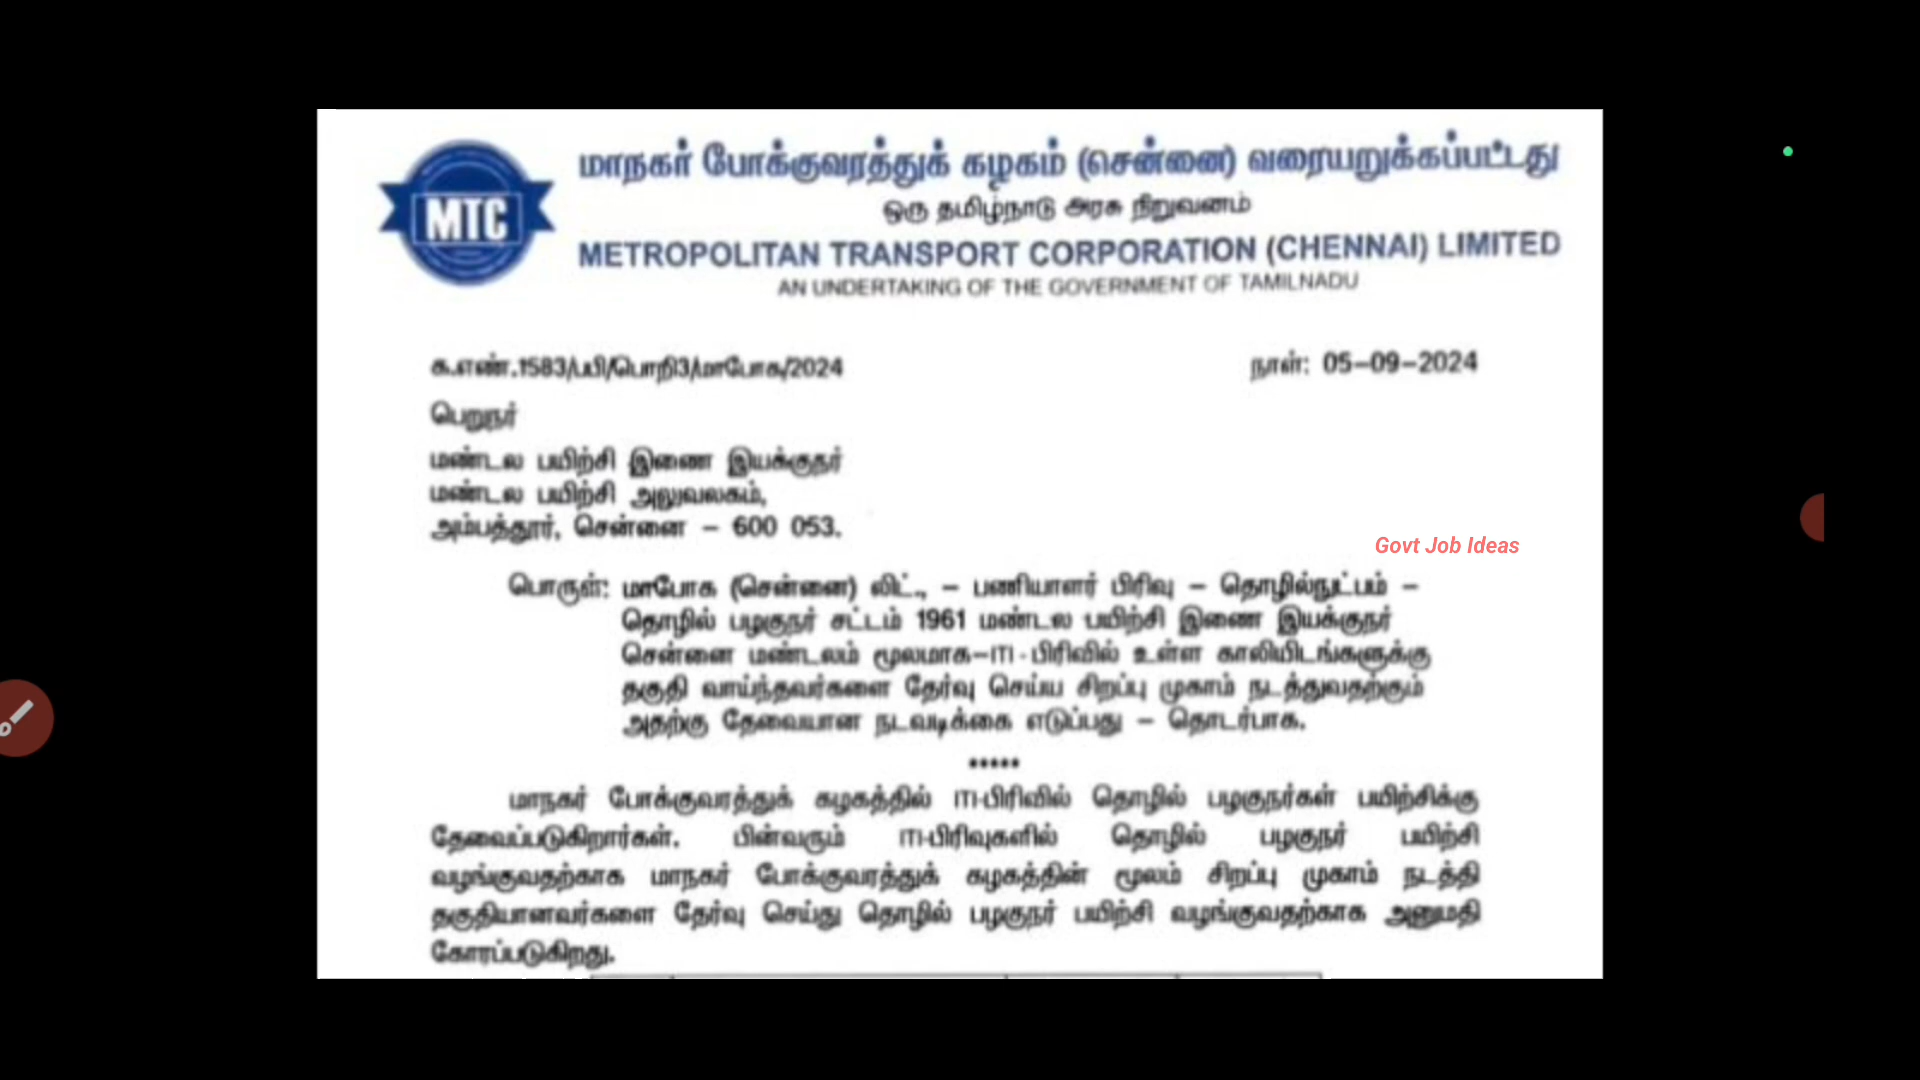 MTC
மாநகர் போக்குவரத்துக் கழகம் (சென்னை) வரையறுக்கப்பட்டது
ஒரு தமிழ்நாடு அரசு நிறுவனம்
METROPOLITAN TRANSPORT CORPORATION (CHENNAI) LIMITED
AN UNDERTAKING OF THE GOVERNMENT OF TAMILNADU
க.எண்.1583/பயி/பொறி3/மாபோக/2024 நாள்: 05-09-2024
பெறுநர்
மண்டல பயிற்சி இணை இயக்குநர்
மண்டல பயிற்சி அலுவலகம்,
அம்பத்தூர், சென்னை – 600 053.
Govt Job Ideas
பொருள்: மாபோக (சென்னை) லிட்., – பணியாளர் பிரிவு – தொழில்நுட்பம் –
தொழில் பழகுநர் சட்டம் 1961 மண்டல பயிற்சி இணை இயக்குநர்
சென்னை மண்டலம் மூலமாக–ITI - பிரிவில் உள்ள காலியிடங்களுக்கு
தகுதி வாய்ந்தவர்களை தேர்வு செய்ய சிறப்பு முகாம் நடத்துவதற்கும்
அதற்கு தேவையான நடவடிக்கை எடுப்பது – தொடர்பாக.
*****
மாநகர் போக்குவரத்துக் கழகத்தில் ITI-பிரிவில் தொழில் பழகுநர்கள் பயிற்சிக்கு
தேவைப்படுகிறார்கள். பின்வரும் ITI-பிரிவுகளில் தொழில் பழகுநர் பயிற்சி
வழங்குவதற்காக மாநகர் போக்குவரத்துக் கழகத்தின் மூலம் சிறப்பு முகாம் நடத்தி
தகுதியானவர்களை தேர்வு செய்து தொழில் பழகுநர் பயிற்சி வழங்குவதற்காக அனுமதி
கோரப்படுகிறது.